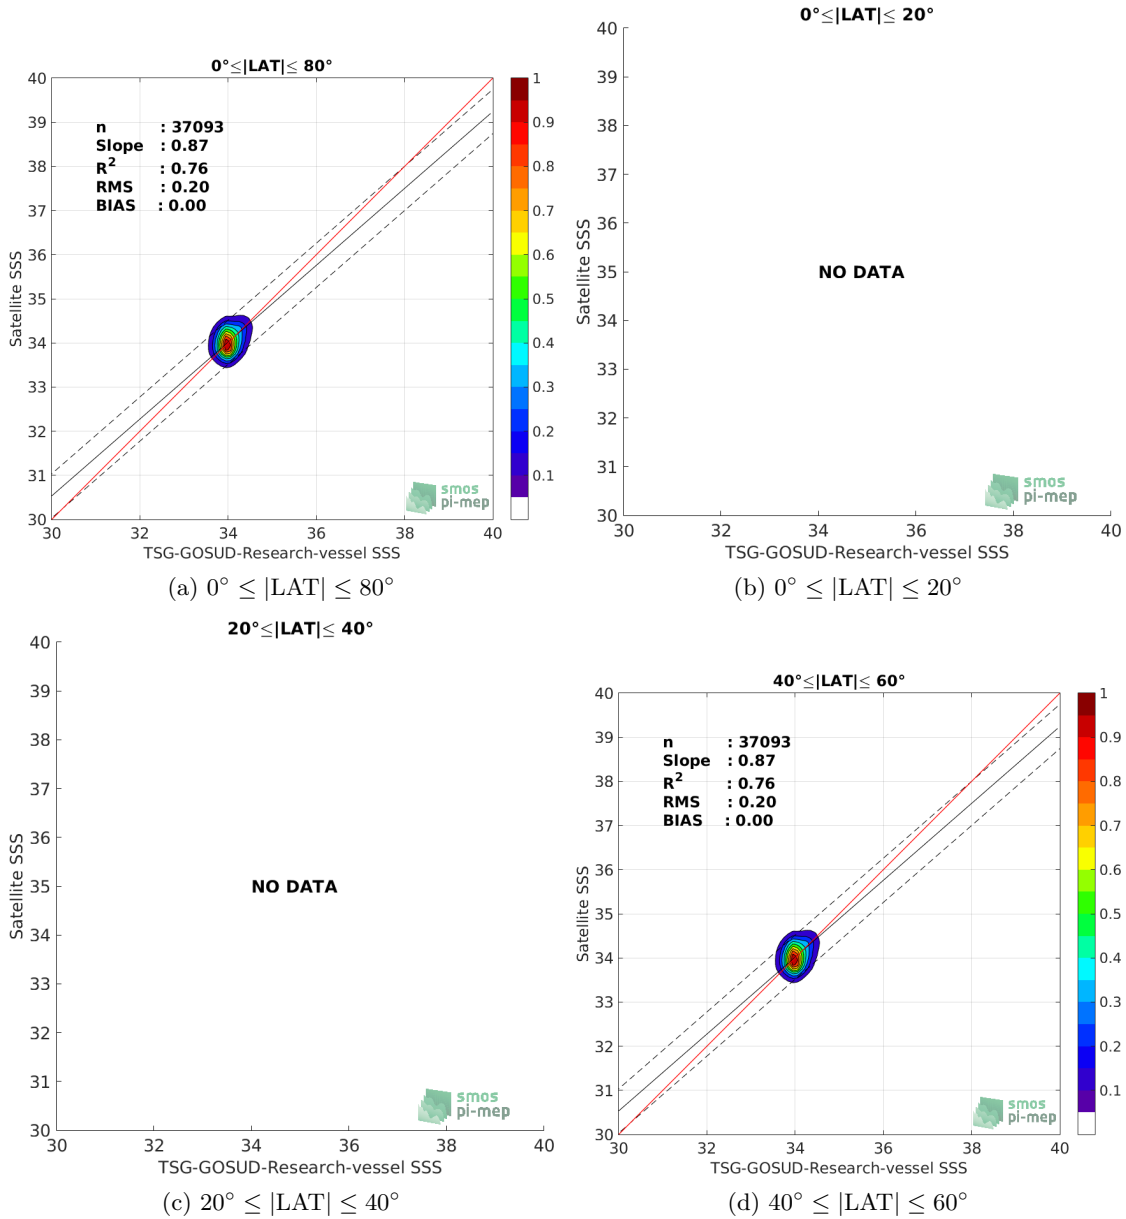 0°≤|LAT|≤ 80°
40
39
38
37
36
35
34
33
32
31
30
n : 37093
Slope : 0.87
R2 : 0.76
RMS : 0.20
BIAS : 0.00
1
0.9
0.8
0.7
0.6
0.5
0.4
0.3
0.2
0.1
Satellite SSS
smos
pi-mep
30 32 34 36 38 40
TSG-GOSUD-Research-vessel SSS
(a) 0° ≤ |LAT| ≤ 80°
0°≤|LAT|≤ 20°
40
39
38
37
36
35
34
33
32
31
30
Satellite SSS
NO DATA
smos
pi-mep
30 32 34 36 38 40
TSG-GOSUD-Research-vessel SSS
(b) 0° ≤ |LAT| ≤ 20°
20°≤|LAT|≤ 40°
40
39
38
37
36
35
34
33
32
31
30
Satellite SSS
NO DATA
smos
pi-mep
30 32 34 36 38 40
TSG-GOSUD-Research-vessel SSS
(c) 20° ≤ |LAT| ≤ 40°
40°≤|LAT|≤ 60°
40
39
38
37
36
35
34
33
32
31
30
n : 37093
Slope : 0.87
R2 : 0.76
RMS : 0.20
BIAS : 0.00
1
0.9
0.8
0.7
0.6
0.5
0.4
0.3
0.2
0.1
Satellite SSS
smos
pi-mep
30 32 34 36 38 40
TSG-GOSUD-Research-vessel SSS
(d) 40° ≤ |LAT| ≤ 60°